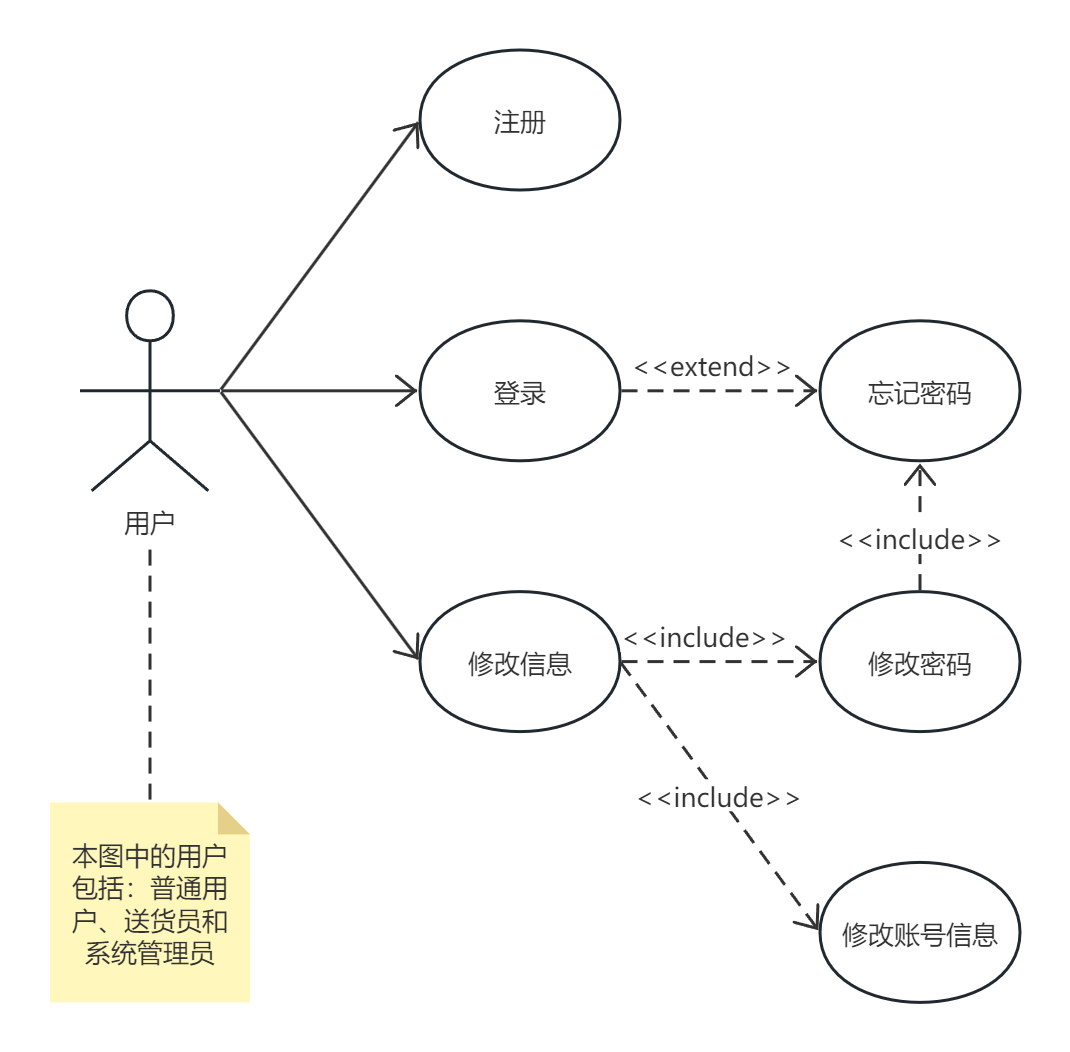 注册
登录
<<extend>>
忘记密码
用户
<<include>>
修改信息
<<include>>
修改密码
<<include>>
本图中的用户
包括：普通用
户、送货员和
系统管理员
修改账号信息